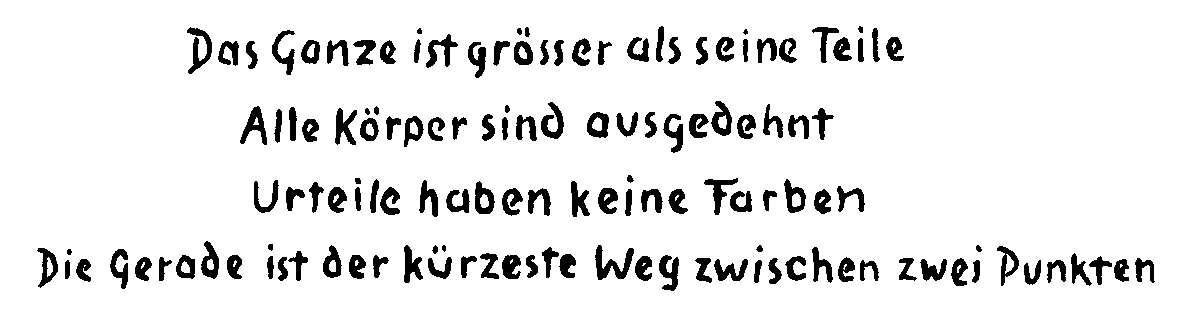 Das Ganze ist grösser als seine Teile
Alle Körper sind ausgedehnt
Urteile haben keine Farben
Die Gerade ist der kürzeste Weg zwischen zwei Punkten